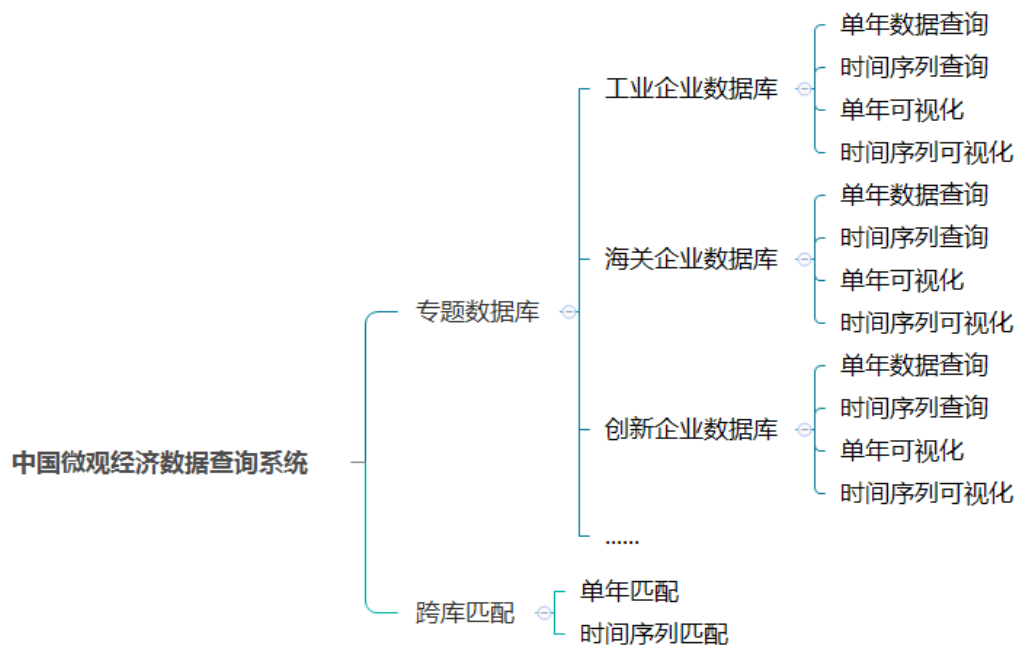 中国微观经济数据查询系统
专题数据库
工业企业数据库
单年数据查询
时间序列查询
单年可视化
时间序列可视化
海关企业数据库
单年数据查询
时间序列查询
单年可视化
时间序列可视化
创新企业数据库
单年数据查询
时间序列查询
单年可视化
时间序列可视化
......
跨库匹配
单年匹配
时间序列匹配